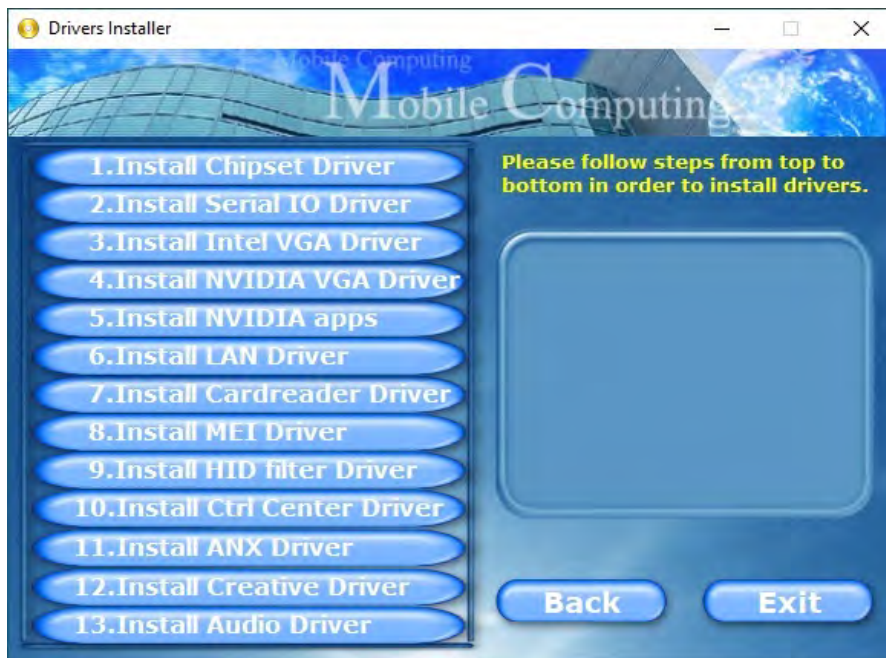 Drivers Installer
Mobile Computing
Mobile Computing
1.Install Chipset Driver
2.Install Serial IO Driver
3.Install Intel VGA Driver
4.Install NVIDIA VGA Driver
5.Install NVIDIA apps
6.Install LAN Driver
7.Install Cardreader Driver
8.Install MEI Driver
9.Install HID filter Driver
10.Install Ctrl Center Driver
11.Install ANX Driver
12.Install Creative Driver
13.Install Audio Driver
Please follow steps from top to
bottom in order to install drivers.
Back
Exit